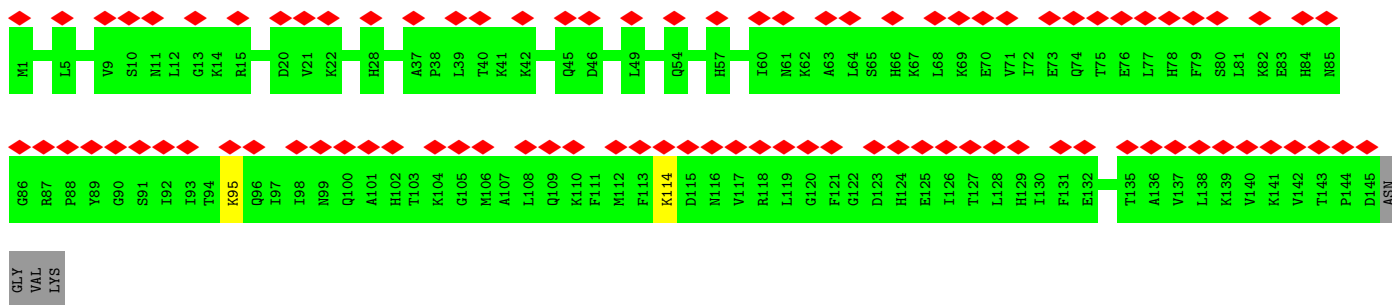 M1 L5 V9 S10 N11 L12 G13 K14 R15 D20 V21 K22 H28 A37 P38 L39 T40 K41 K42 Q45 D46 L49 Q54 H57 I60 N61 K62 A63 L64 S65 H66 K67 L68 K69 E70 V71 I72 E73 Q74 T75 E76 L77 H78 F79 S80 L81 K82 E83 H84 N85
G86 R87 P88 Y89 G90 S91 I92 I93 T94 K95 Q96 I97 I98 N99 Q100 A101 H102 T103 K104 G105 M106 A107 L108 Q109 K110 F111 M112 F113 K114 D115 N116 V117 R118 L119 G120 F121 G122 D123 H124 E125 I126 T127 L128 H129 I130 F131 E132 T135 A136 V137 L138 K139 V140 K141 V142 T143 P144 D145 ASN
GLY VAL LYS